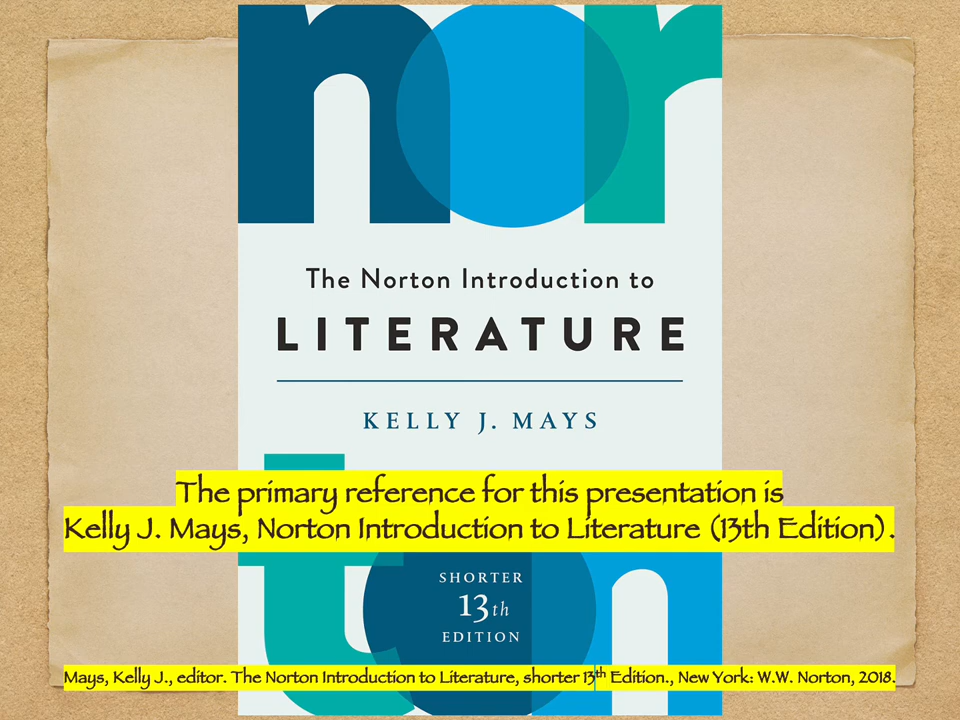 nor
The Norton Introduction to
LITERATURE
KELLY J. MAYS
The primary reference for this presentation is
Kelly J. Mays, Norton Introduction to Literature (13th Edition).
ton
SHORTER
13th
EDITION
Mays, Kelly J., editor. The Norton Introduction to Literature, shorter 13th Edition., New York: W.W. Norton, 2018.